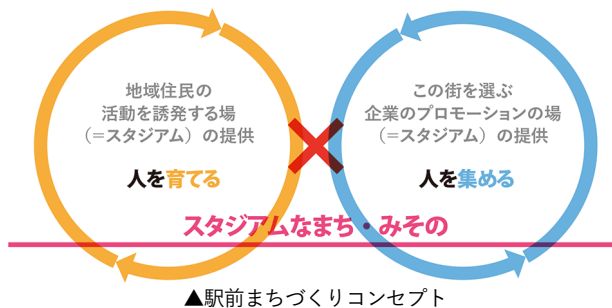 地域住民の
活動を誘発する場
（=スタジアム）の提供
人を育てる
この街を選ぶ
企業のプロモーションの場
（=スタジアム）の提供
人を集める
スタジアムなまち・みその
▲駅前まちづくりコンセプト